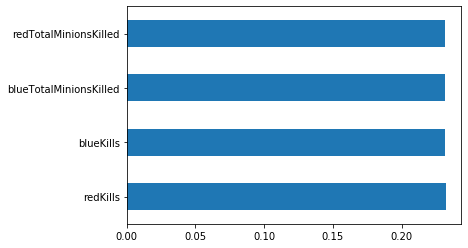 redTotalMinionsKilled
blueTotalMinionsKilled
blueKills
redKills
0.00 0.05 0.10 0.15 0.20